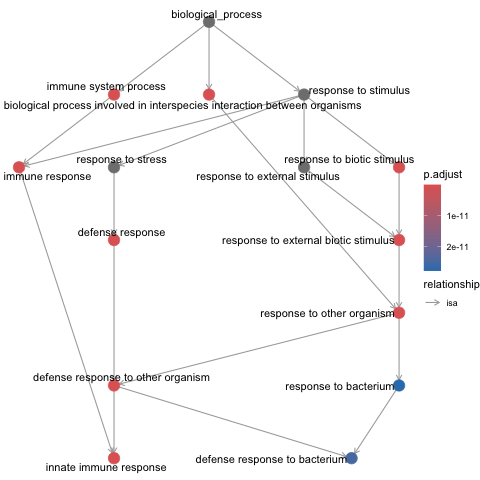 biological_process
immune system process
response to stimulus
biological process involved in interspecies interaction between organisms
response to stress
response to biotic stimulus
immune response
response to external stimulus
p.adjust
1e-11
2e-11
defense response
response to external biotic stimulus
relationship
isa
response to other organism
defense response to other organism
response to bacterium
innate immune response
defense response to bacterium